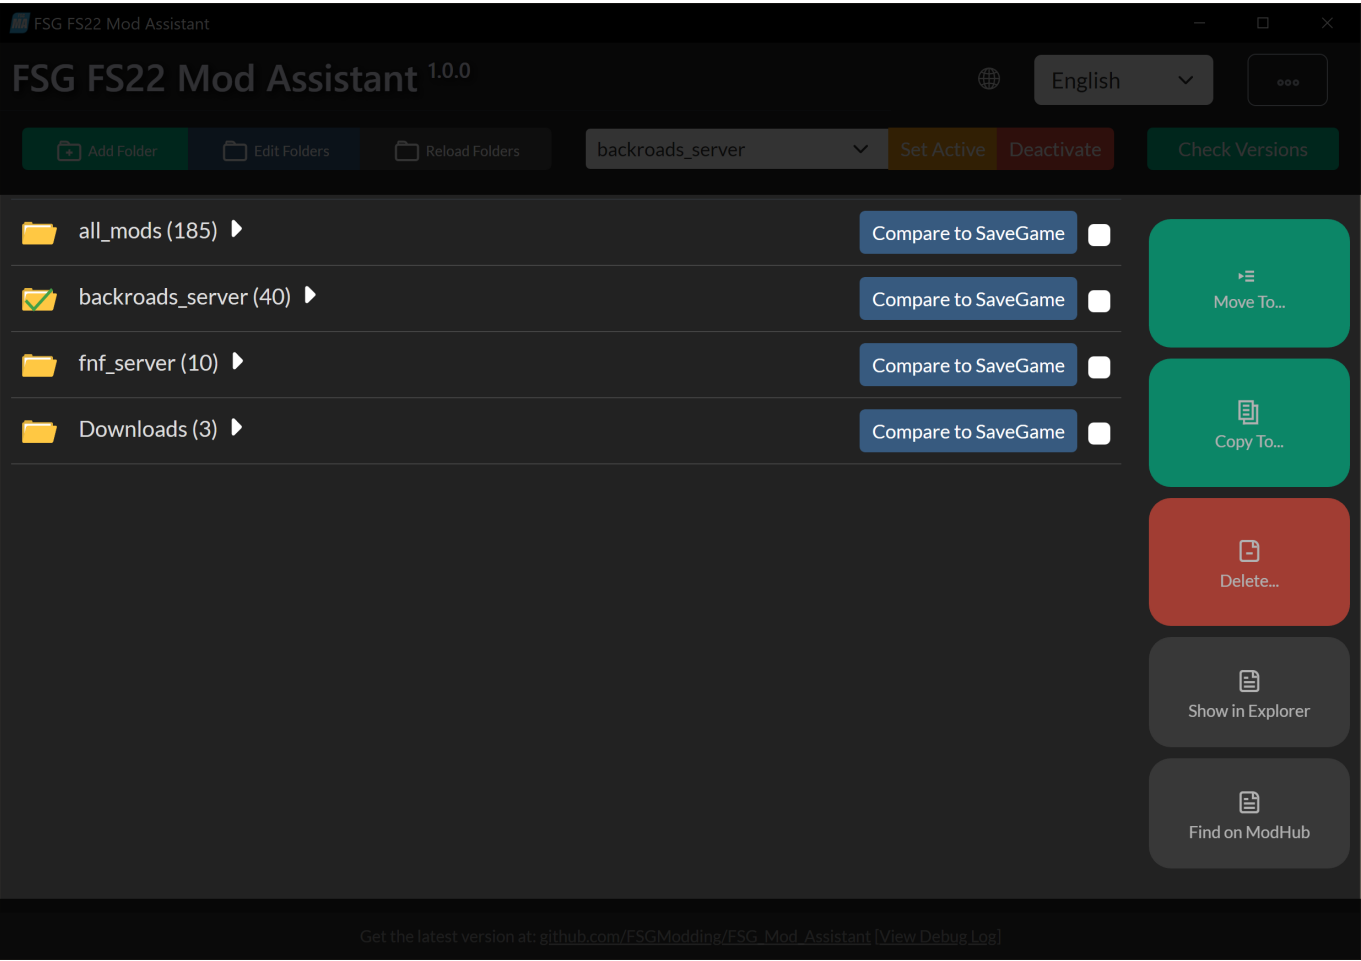 FSG FS22 Mod Assistant
FSG FS22 Mod Assistant 1.0.0
English
Add Folder
Edit Folders
Reload Folders
backroads_server
Set Active
Deactivate
Check Versions
all_mods (185)
Compare to SaveGame
backroads_server (40)
Compare to SaveGame
fnf_server (10)
Compare to SaveGame
Downloads (3)
Compare to SaveGame
Move To...
Copy To...
Delete...
Show in Explorer
Find on ModHub
Get the latest version at: github.com/FSGModding/FSG_Mod_Assistant [View Debug Log]